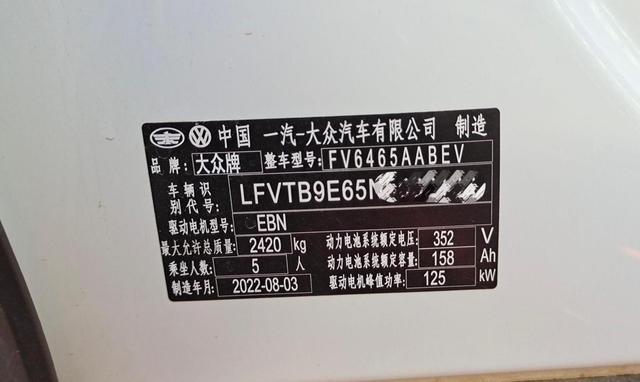 中国 一汽-大众汽车有限公司 制造
品牌: 大众牌 整车型号: FV6465AABEV
车辆识别代号: LFVTB9E65
驱动电机型号: EBN
最大允许总质量: 2420 kg 动力电池系统额定电压: 352 V
乘坐人数: 5 人 动力电池系统额定容量: 158 Ah
制造年月: 2022-08-03 驱动电机峰值功率: 125 kW